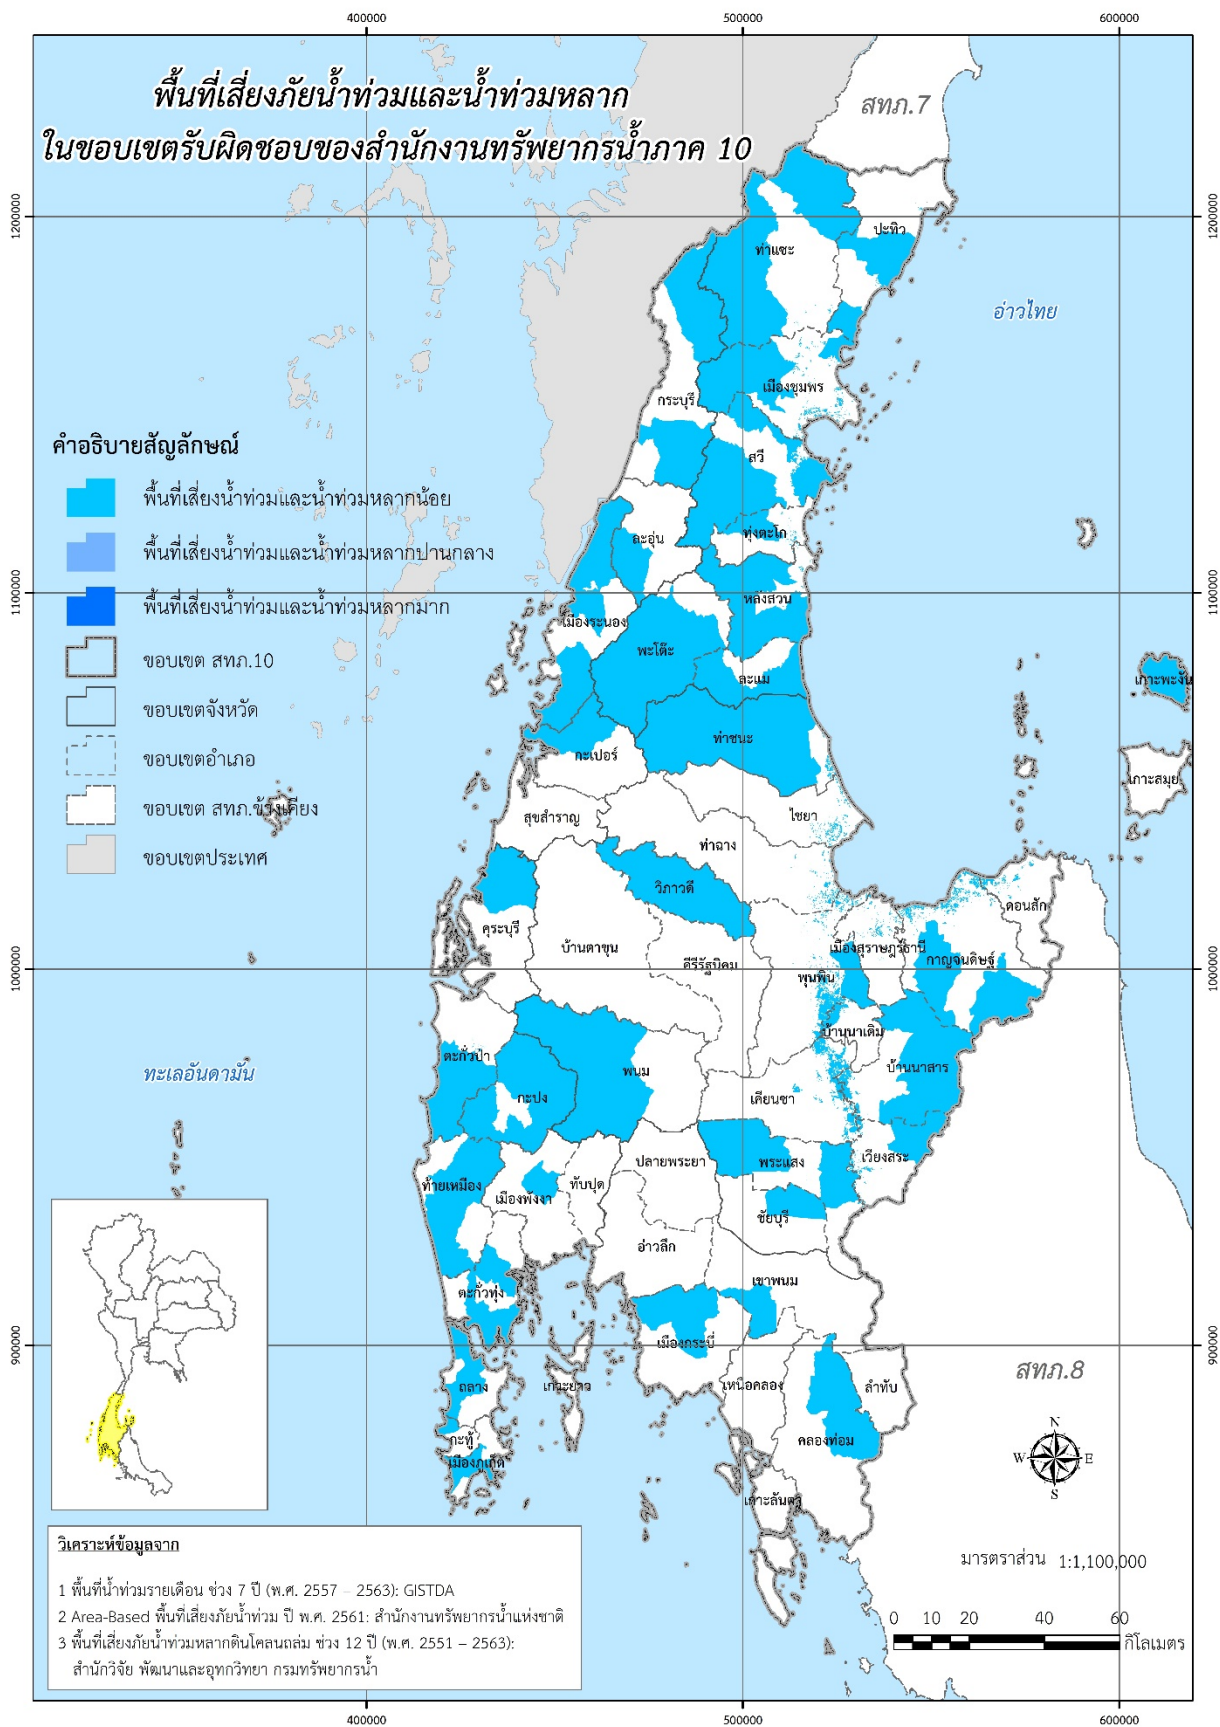 400000
500000
600000
พื้นที่เสี่ยงภัยน้ำท่วมและน้ำท่วมหลาก
ในขอบเขตรับผิดชอบของสำนักงานทรัพยากรน้ำภาค 10
สทภ.7
1200000
1200000
ปะทิว
ท่าแซะ
อ่าวไทย
เมืองชุมพร
กระบุรี
คำอธิบายสัญลักษณ์
พื้นที่เสี่ยงน้ำท่วมและน้ำท่วมหลากน้อย
พื้นที่เสี่ยงน้ำท่วมและน้ำท่วมหลากปานกลาง
พื้นที่เสี่ยงน้ำท่วมและน้ำท่วมหลากมาก
ขอบเขต สทภ.10
ขอบเขตจังหวัด
ขอบเขตอำเภอ
ขอบเขต สทภ.ข้างเคียง
ขอบเขตประเทศ
สวี
ทุ่งตะโก
ละอุ่น
1100000
1100000
หลังสวน
เมืองระนอง
พะโต๊ะ
ละแม
เกาะพะงัน
ท่าชนะ
กะเปอร์
เกาะสมุย
สุขสำราญ
ไชยา
ท่าฉาง
วิภาวดี
ดอนสัก
คุระบุรี
บ้านตาขุน
เมืองสุราษฎร์ธานี
คีรีรัฐนิคม
กาญจนดิษฐ์
1000000
1000000
พุนพิน
บ้านนาเดิม
ตะกั่วป่า
พนม
บ้านนาสาร
ทะเลอันดามัน
กะปง
เคียนซา
ปลายพระยา
พระแสง
เวียงสระ
ท้ายเหมือง
เมืองพังงา
ทับปุด
ชัยบุรี
อ่าวลึก
เขาพนม
ตะกั่วทุ่ง
เมืองกระบี่
900000
900000
สทภ.8
ถลาง
เกาะยาว
เหนือคลอง
ลำทับ
กะทู้
คลองท่อม
เมืองภูเก็ต
N
W
E
S
เกาะลันตา
วิเคราะห์ข้อมูลจาก
1 พื้นที่น้ำท่วมรายเดือน ช่วง 7 ปี (พ.ศ. 2557 – 2563): GISTDA
2 Area-Based พื้นที่เสี่ยงภัยน้ำท่วม ปี พ.ศ. 2561: สำนักงานทรัพยากรน้ำแห่งชาติ
3 พื้นที่เสี่ยงภัยน้ำท่วมหลากดินโคลนถล่ม ช่วง 12 ปี (พ.ศ. 2551 – 2563):
สำนักวิจัย พัฒนาและอุทกวิทยา กรมทรัพยากรน้ำ
มารตราส่วน 1:1,100,000
0 10 20 40 60
กิโลเมตร
400000
500000
600000